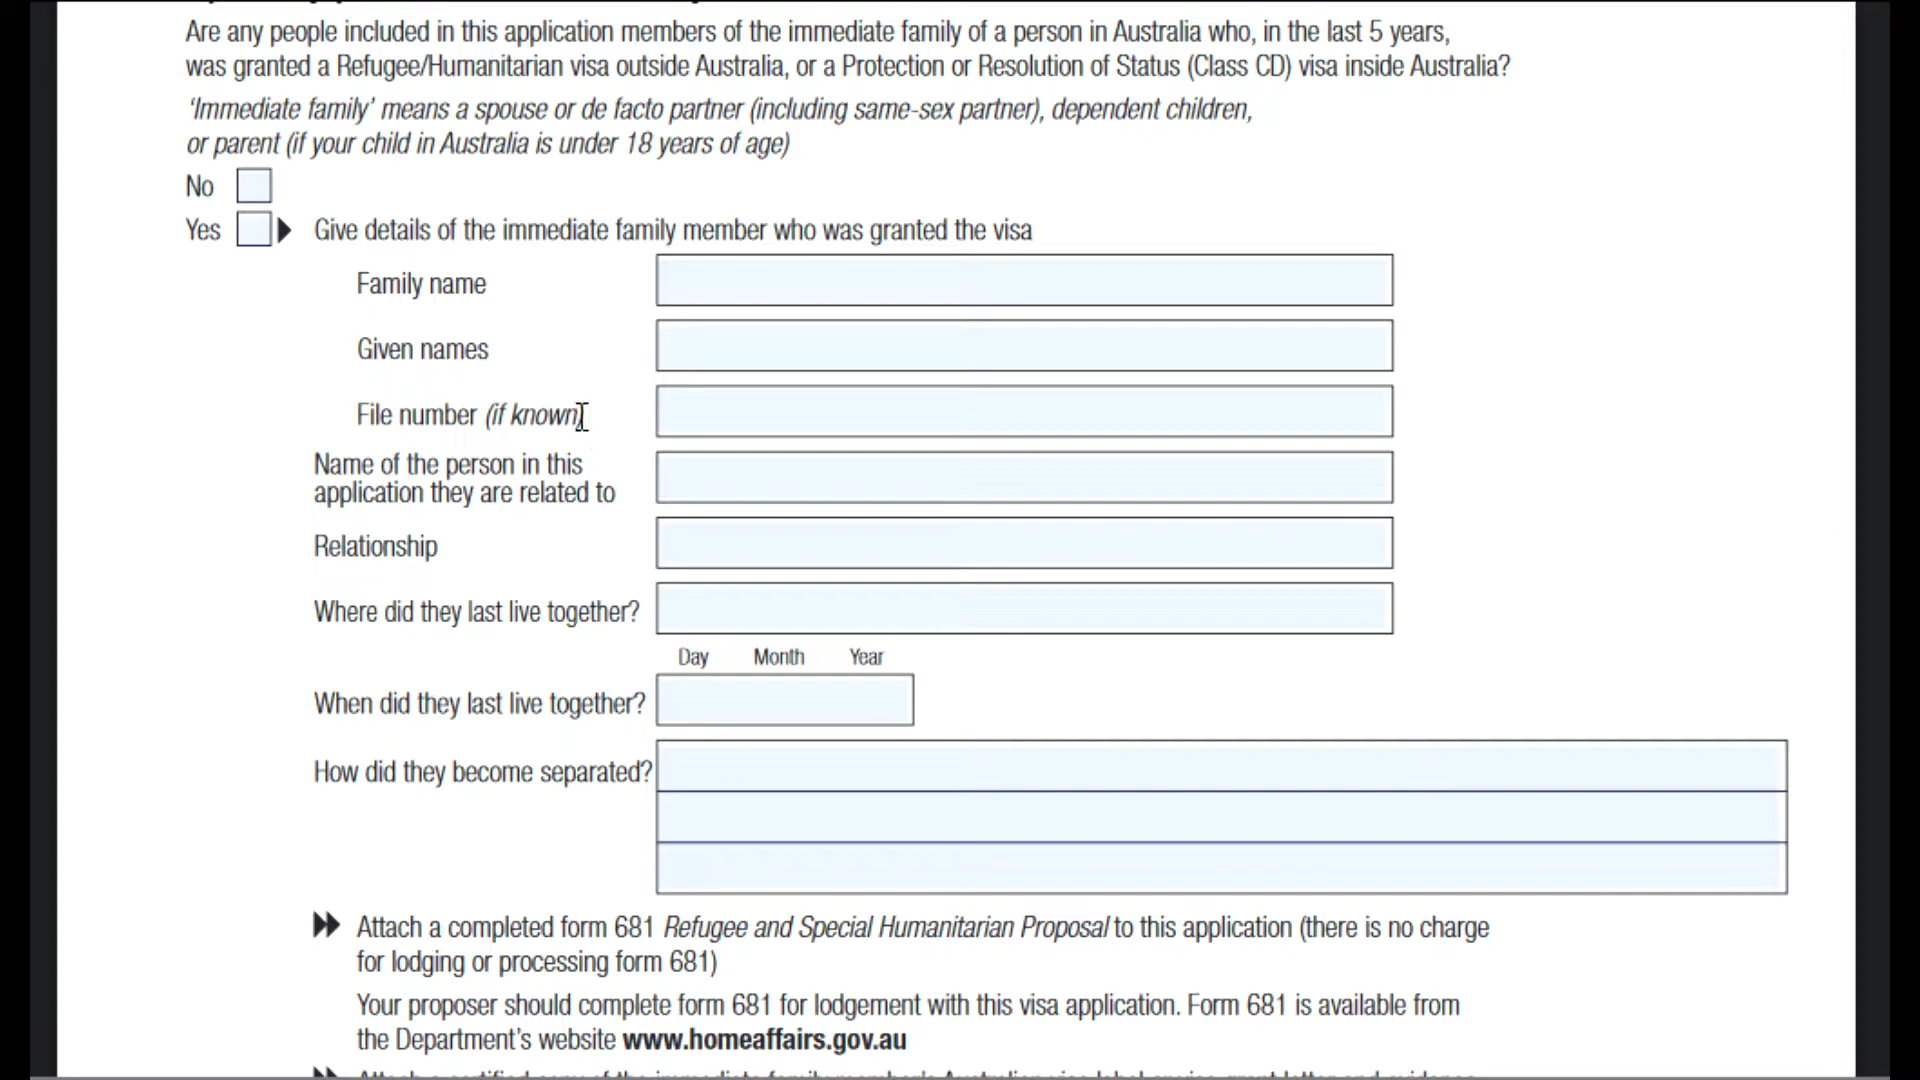 Are any people included in this application members of the immediate family of a person in Australia who, in the last 5 years,
was granted a Refugee/Humanitarian visa outside Australia, or a Protection or Resolution of Status (Class CD) visa inside Australia?
‘Immediate family’ means a spouse or de facto partner (including same-sex partner), dependent children,
or parent (if your child in Australia is under 18 years of age)
No
Yes Give details of the immediate family member who was granted the visa
Family name
Given names
File number (if known)
Name of the person in this
application they are related to
Relationship
Where did they last live together?
Day Month Year
When did they last live together?
How did they become separated?
Attach a completed form 681 Refugee and Special Humanitarian Proposal to this application (there is no charge
for lodging or processing form 681)
Your proposer should complete form 681 for lodgement with this visa application. Form 681 is available from
the Department’s website www.homeaffairs.gov.au